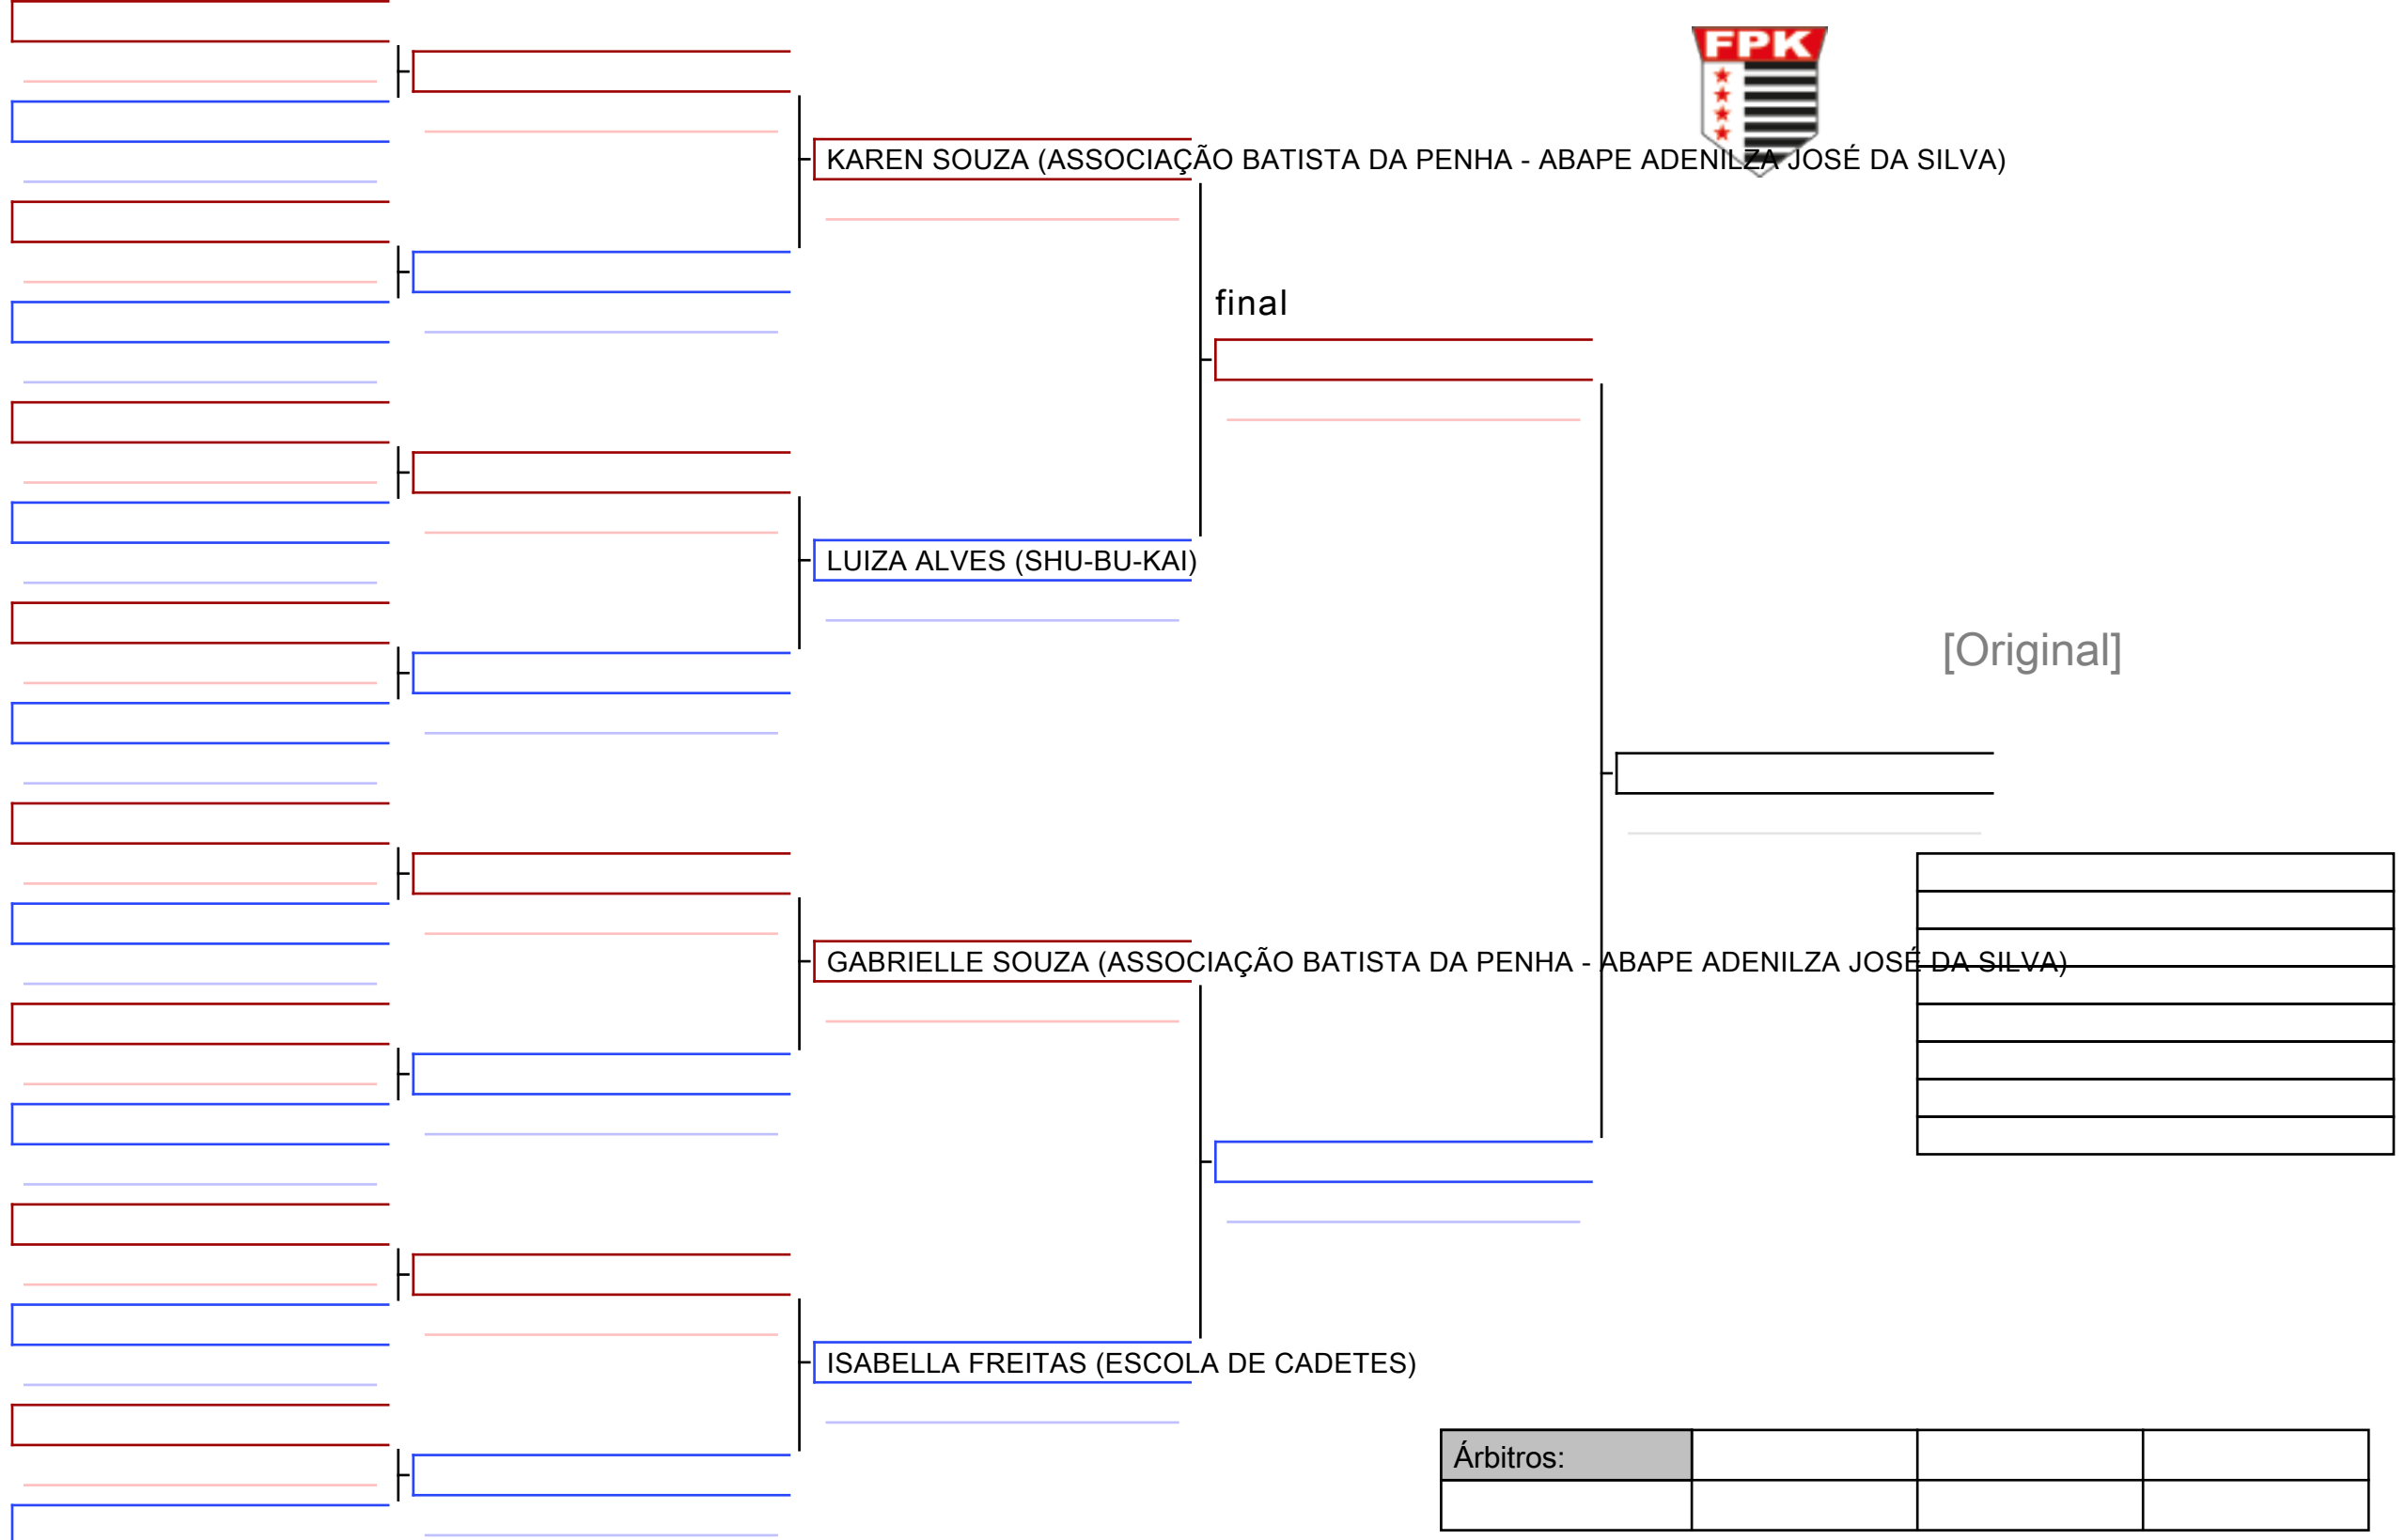 FPK
KAREN SOUZA (ASSOCIAÇÃO BATISTA DA PENHA - ABAPE ADENILZA JOSÉ DA SILVA)
final
LUIZA ALVES (SHU-BU-KAI)
[Original]
GABRIELLE SOUZA (ASSOCIAÇÃO BATISTA DA PENHA - ABAPE ADENILZA JOSÉ DA SILVA)
ISABELLA FREITAS (ESCOLA DE CADETES)
Árbitros: